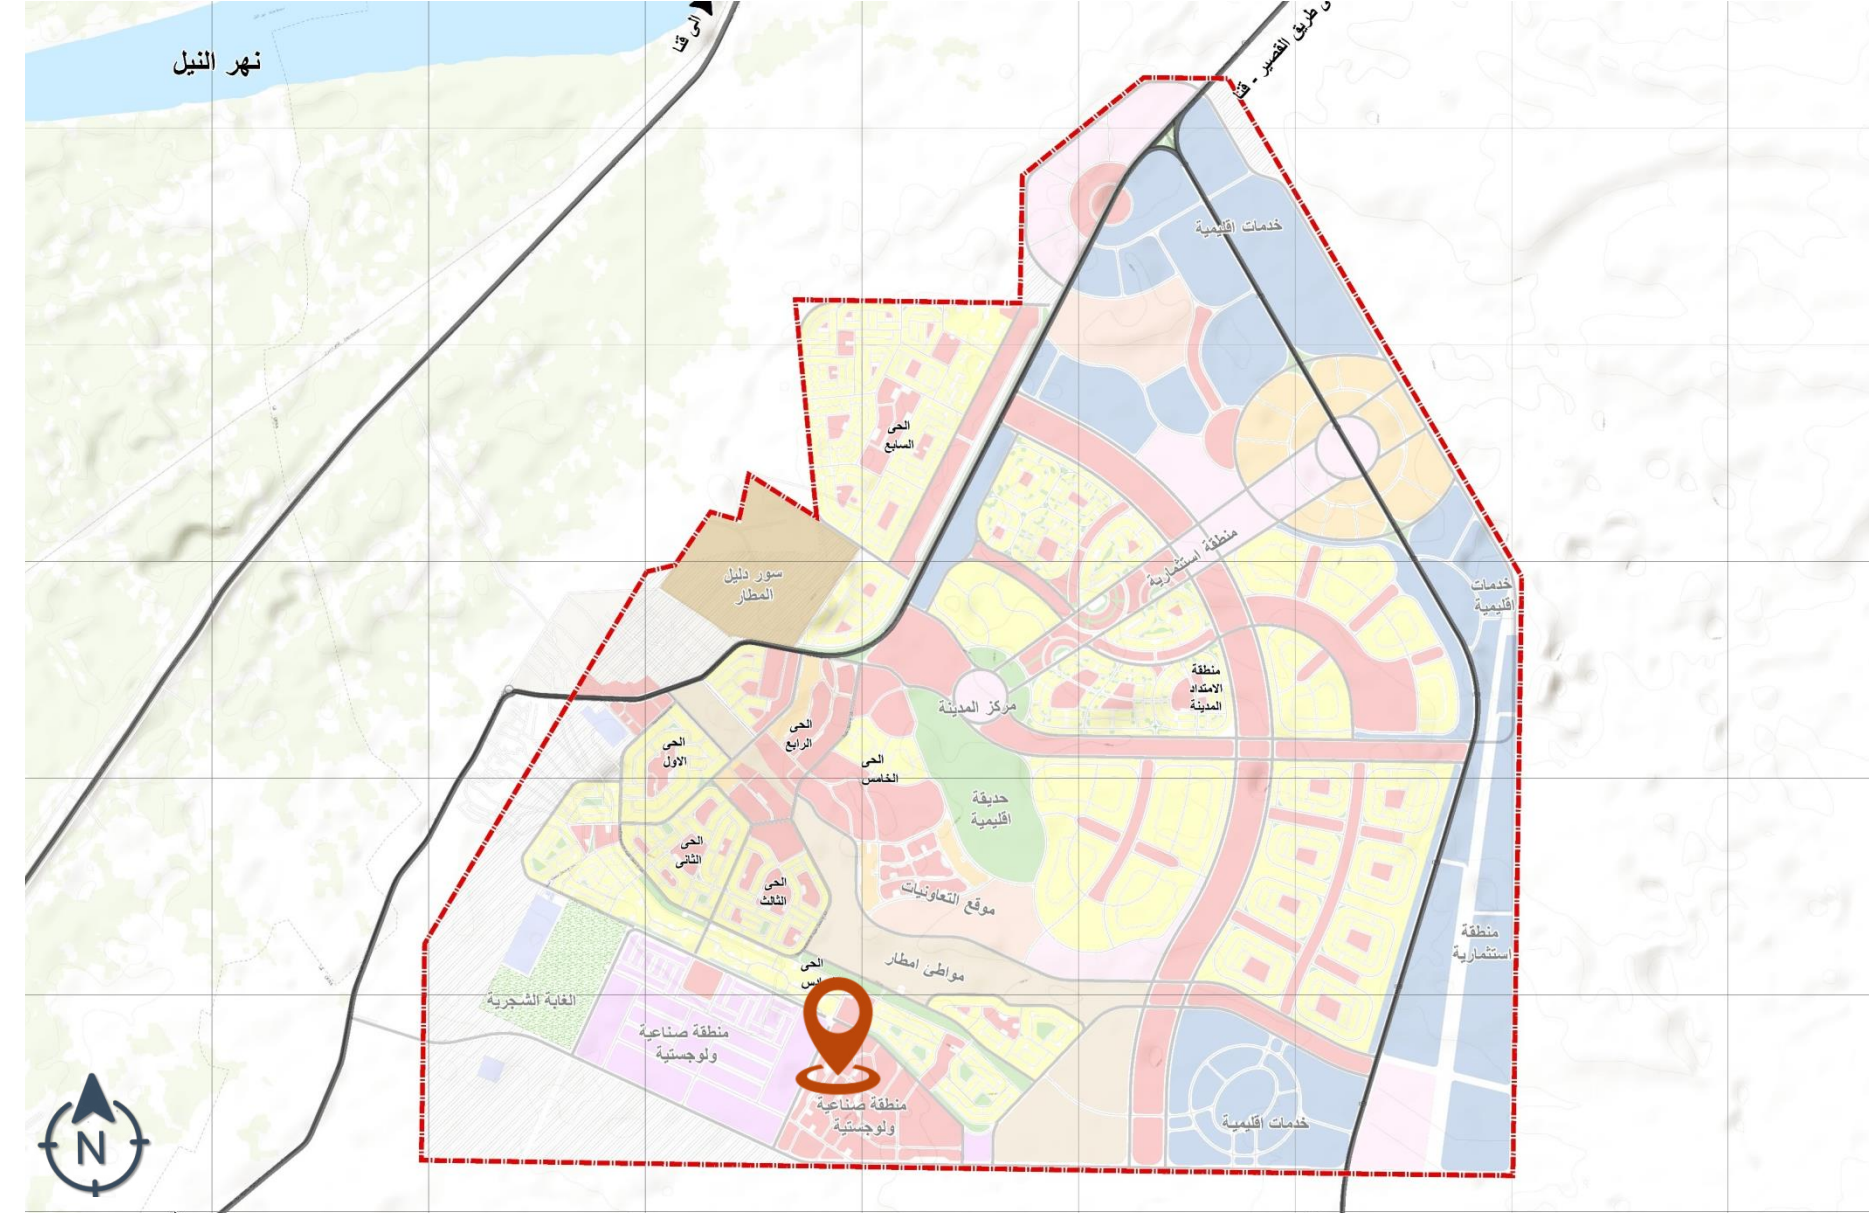 نهر النيل
الى قنا
طريق القصير - قنا
خدمات اقليمية
الحى
السابع
منطقة استثمارية
سور دليل
المطار
خدمات
اقليمية
منطقة
الامتداد
المدينة
مركز المدينة
الحى
الرابع
الحى
الاول
الحى
الخامس
حديقة
اقليمية
الحى
الثانى
الحى
الثالث
موقع التعاونيات
منطقة
استثمارية
مواطئ امطار
الحى
الغابة الشجرية
منطقة صناعية
ولوجستية
منطقة صناعية
ولوجستية
خدمات اقليمية
N